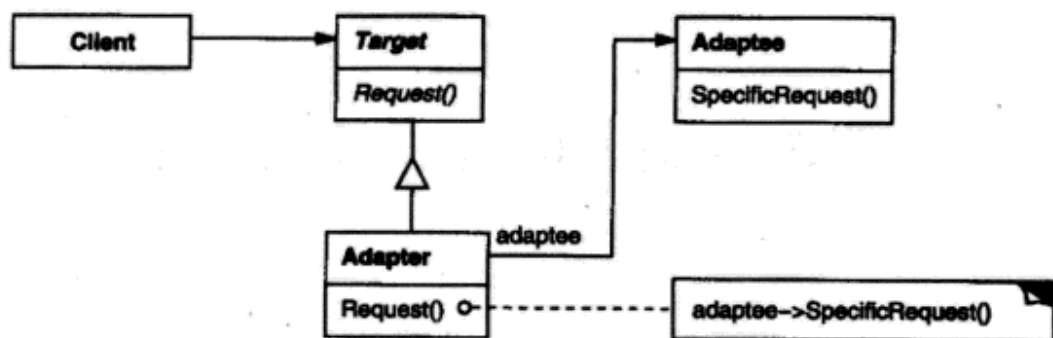 Client
Target
Request()
Adaptee
SpecificRequest()
adaptee
Adapter
Request()
adaptee->SpecificRequest()